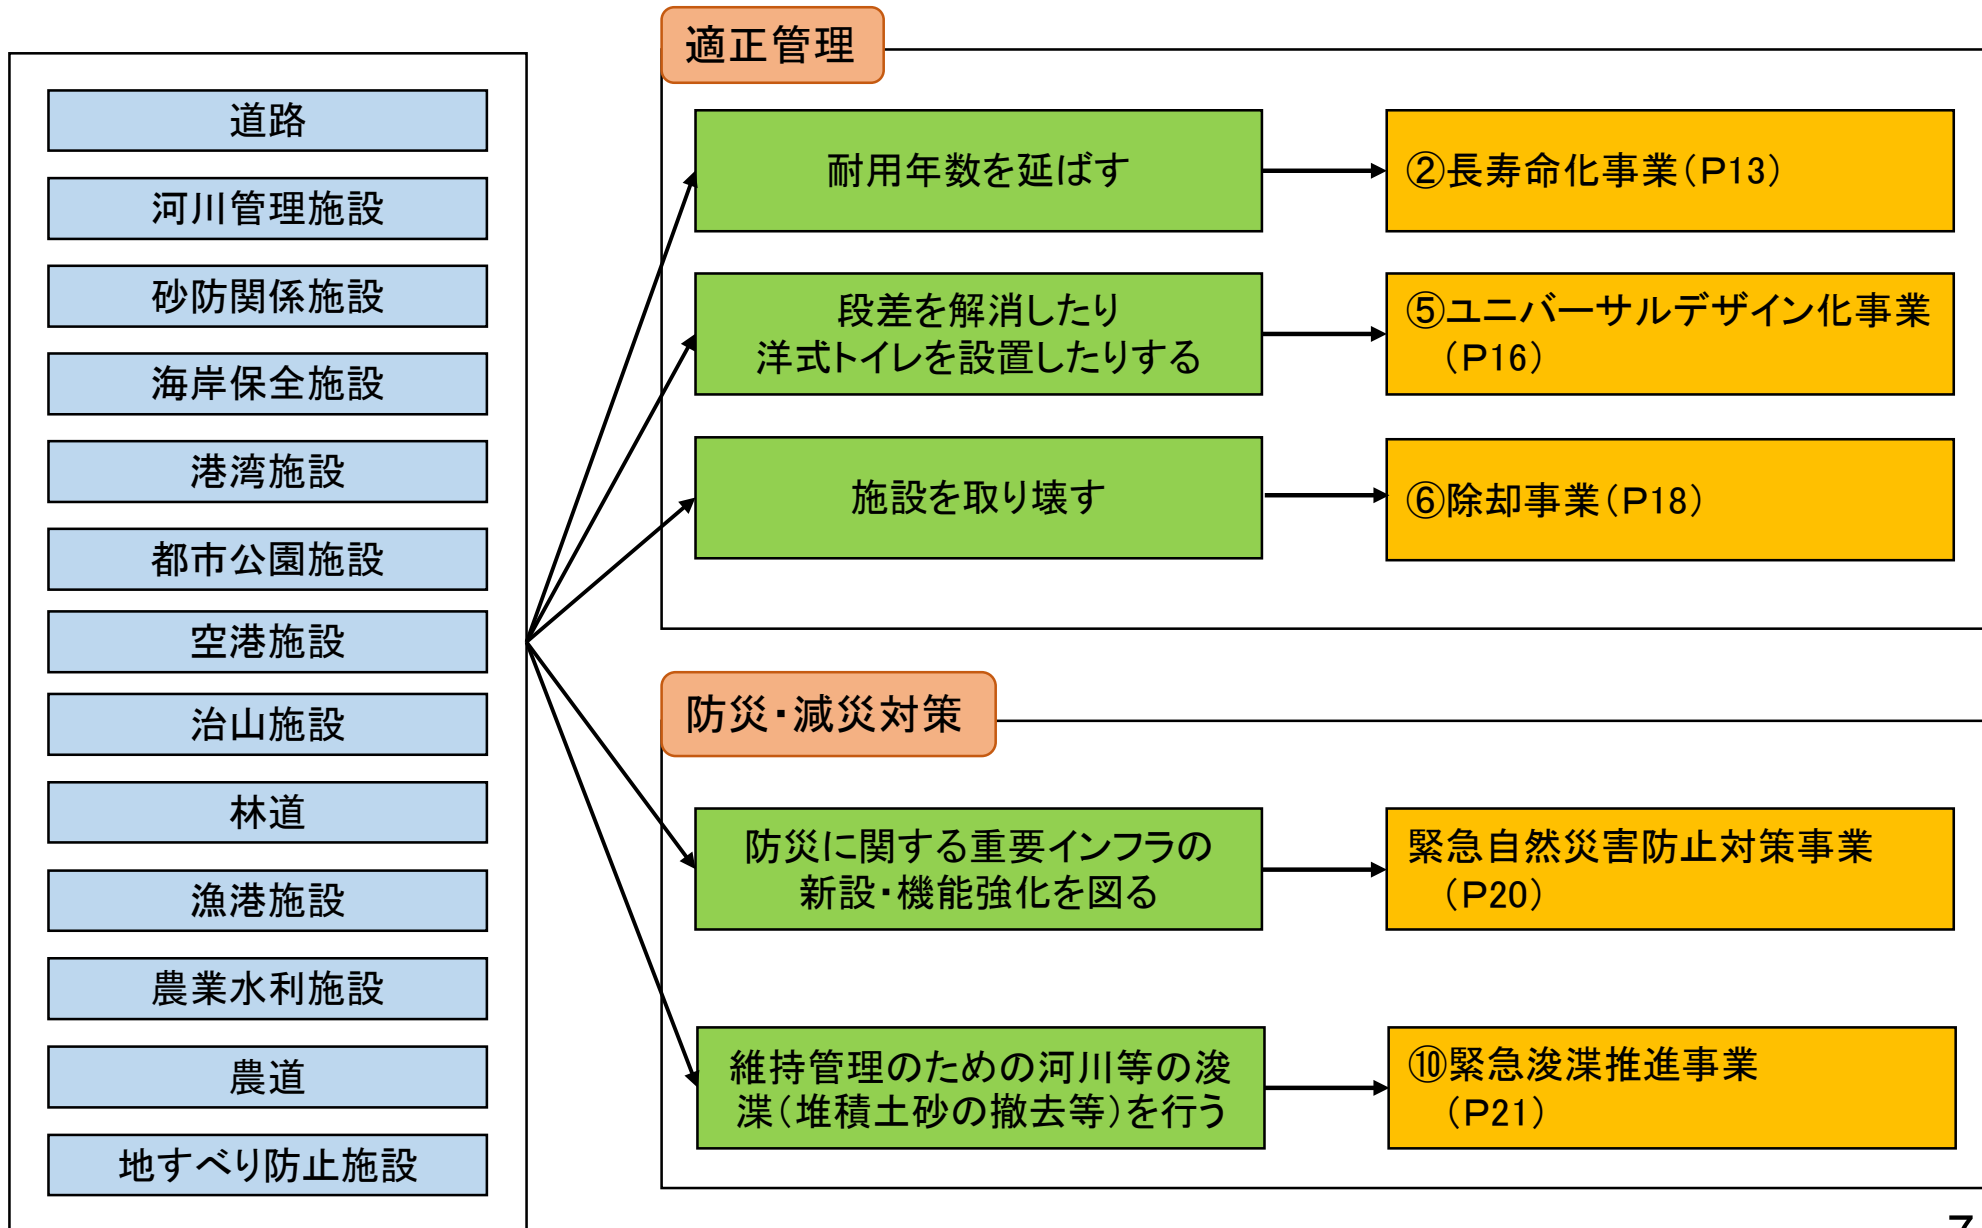 道路
河川管理施設
砂防関係施設
海岸保全施設
港湾施設
都市公園施設
空港施設
治山施設
林道
漁港施設
農業水利施設
農道
地すべり防止施設
適正管理
耐用年数を延ばす
②長寿命化事業（P13）
段差を解消したり
洋式トイレを設置したりする
⑤ユニバーサルデザイン化事業
（P16）
施設を取り壊す
⑥除却事業（P18）
防災・減災対策
防災に関する重要インフラの
新設・機能強化を図る
緊急自然災害防止対策事業
（P20）
維持管理のための河川等の浚
渫（堆積土砂の撤去等）を行う
⑩緊急浚渫推進事業
（P21）